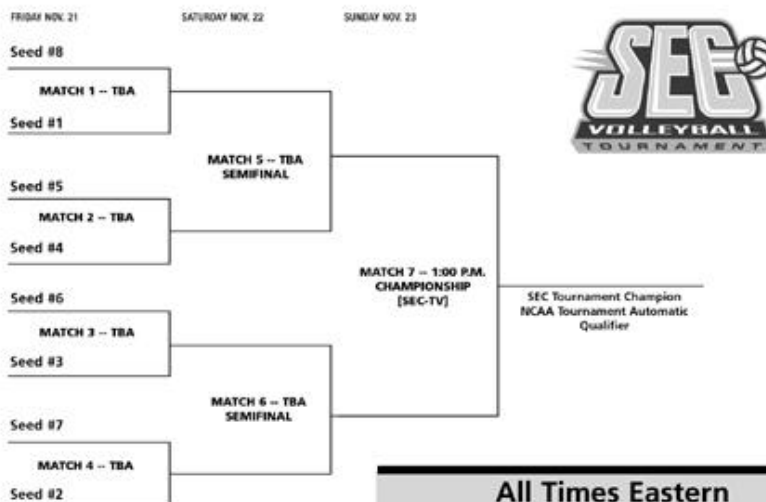 FRIDAY NOV. 21
SATURDAY NOV. 22
SUNDAY NOV. 23
SEC
VOLLEYBALL
TOURNAMENT
Seed #8
MATCH 1 -- TBA
Seed #1
MATCH 5 -- TBA
SEMIFINAL
Seed #5
MATCH 2 -- TBA
Seed #4
MATCH 7 -- 1:00 P.M.
CHAMPIONSHIP
[SEC-TV]
SEC Tournament Champion
NCAA Tournament Automatic
Qualifier
Seed #6
MATCH 3 -- TBA
Seed #3
MATCH 6 -- TBA
SEMIFINAL
Seed #7
MATCH 4 -- TBA
Seed #2
All Times Eastern